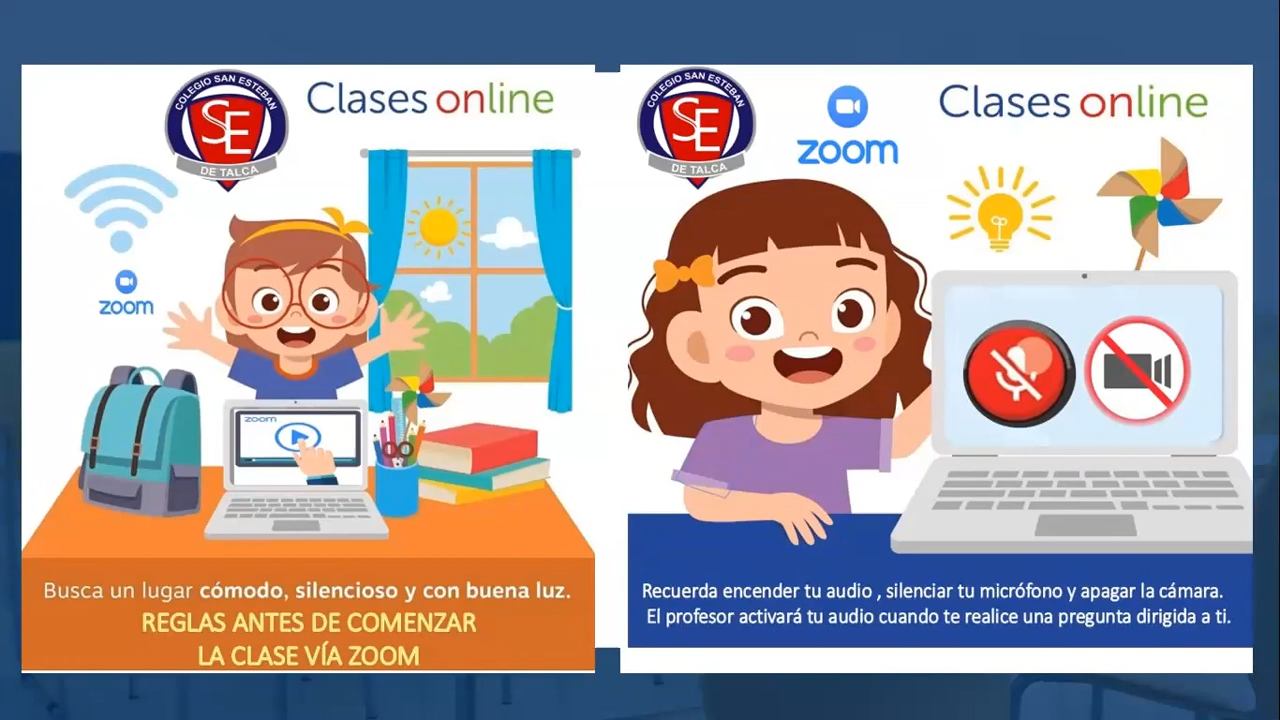 COLEGIO SAN ESTEBAN
SE
DE TALCA
Clases online
zoom
zoom
Busca un lugar cómodo, silencioso y con buena luz.
REGLAS ANTES DE COMENZAR
LA CLASE VÍA ZOOM
COLEGIO SAN ESTEBAN
SE
DE TALCA
zoom
Clases online
Recuerda encender tu audio , silenciar tu micrófono y apagar la cámara.
El profesor activará tu audio cuando te realice una pregunta dirigida a ti.